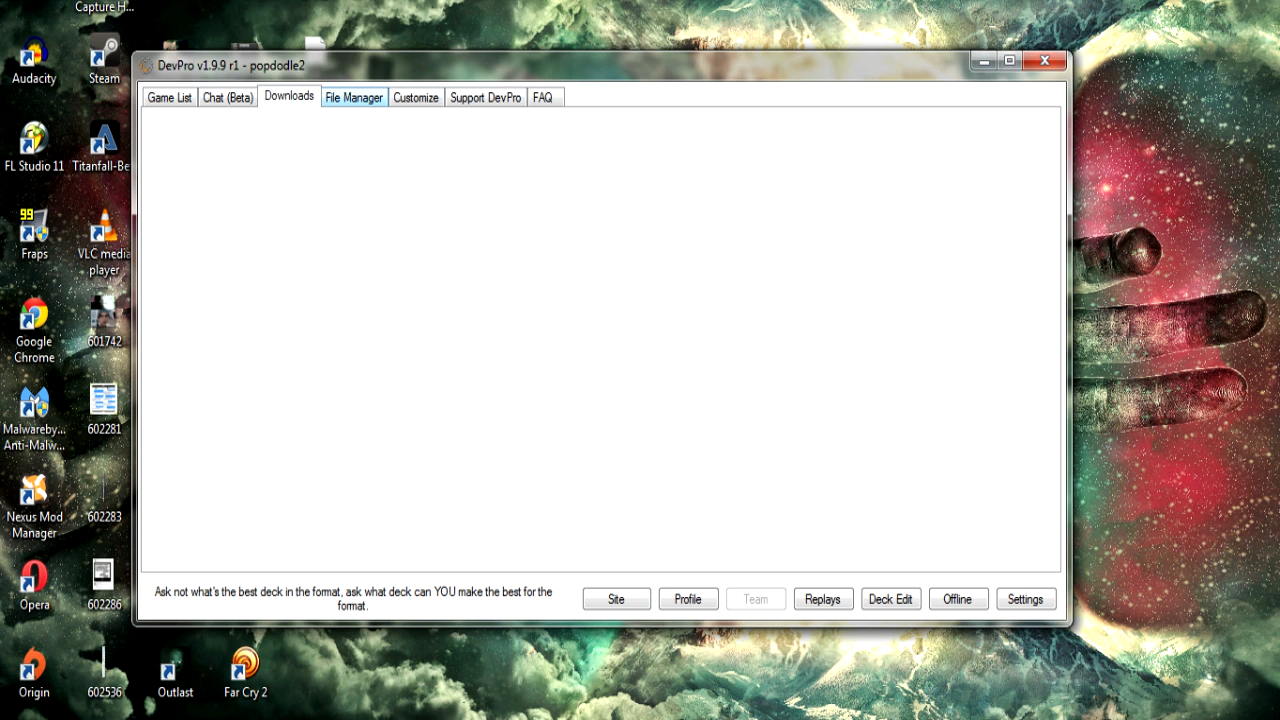 Capture H...
Audacity
Steam
FL Studio 11
Titanfall-Be
99
Fraps
VLC media
player
Google
Chrome
601742
Malwareby...
Anti-Malw...
602281
Nexus Mod
Manager
602283
Opera
602286
Origin
602536
Outlast
Far Cry 2
DevPro v1.9.9 r1 - popdodle2
Game List
Chat (Beta)
Downloads
File Manager
Customize
Support DevPro
FAQ
Ask not what's the best deck in the format, ask what deck can YOU make the best for the
format.
Site
Profile
Team
Replays
Deck Edit
Offline
Settings